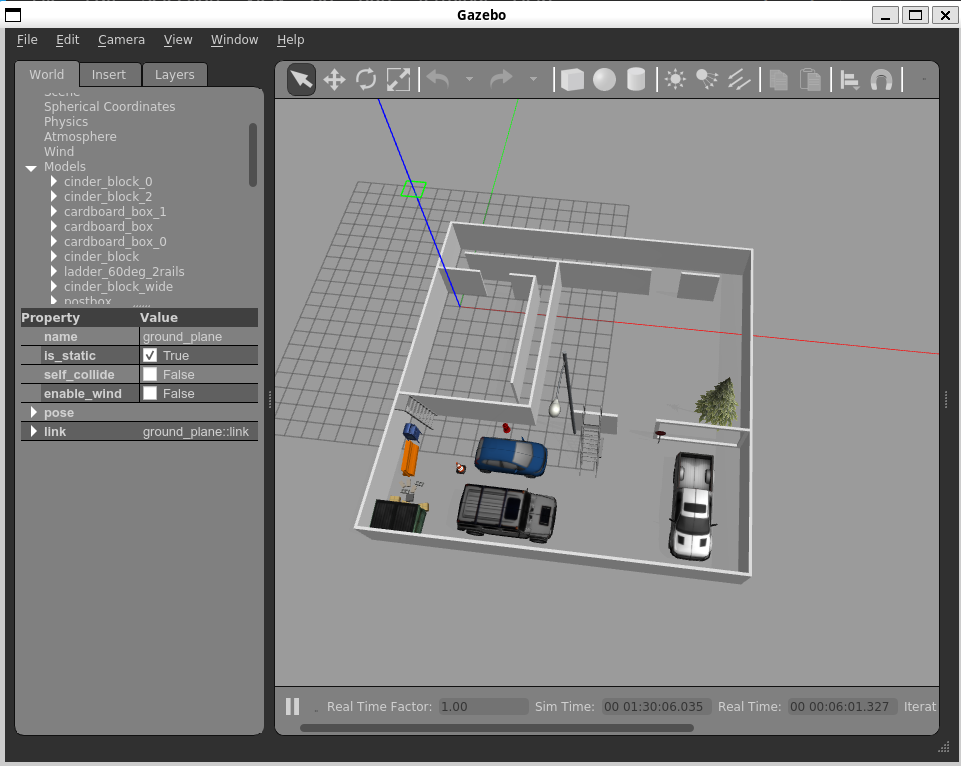 Gazebo
File Edit Camera View Window Help
World Insert Layers
Scene
Spherical Coordinates
Physics
Atmosphere
Wind
Models
cinder_block_0
cinder_block_2
cardboard_box_1
cardboard_box
cardboard_box_0
cinder_block
ladder_60deg_2rails
cinder_block_wide
postbox
Property Value
name ground_plane
is_static True
self_collide False
enable_wind False
pose
link ground_plane::link
Real Time Factor: 1.00 Sim Time: 00 01:30:06.035 Real Time: 00 00:06:01.327 Iterat